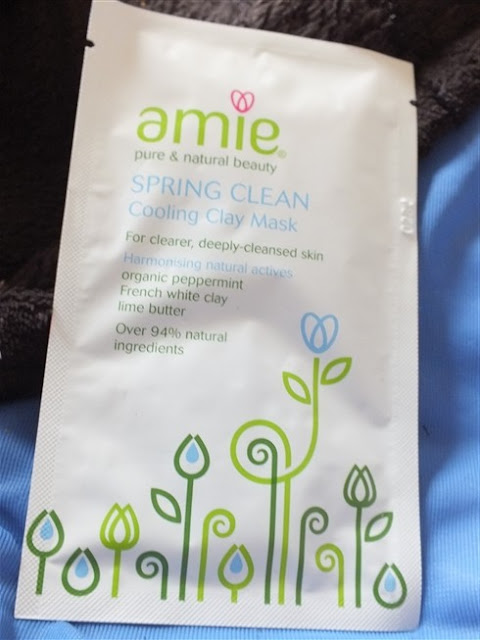 amie®
pure & natural beauty
SPRING CLEAN
Cooling Clay Mask
For clearer, deeply-cleansed skin
Harmonising natural actives
organic peppermint
French white clay
lime butter
Over 94% natural
ingredients